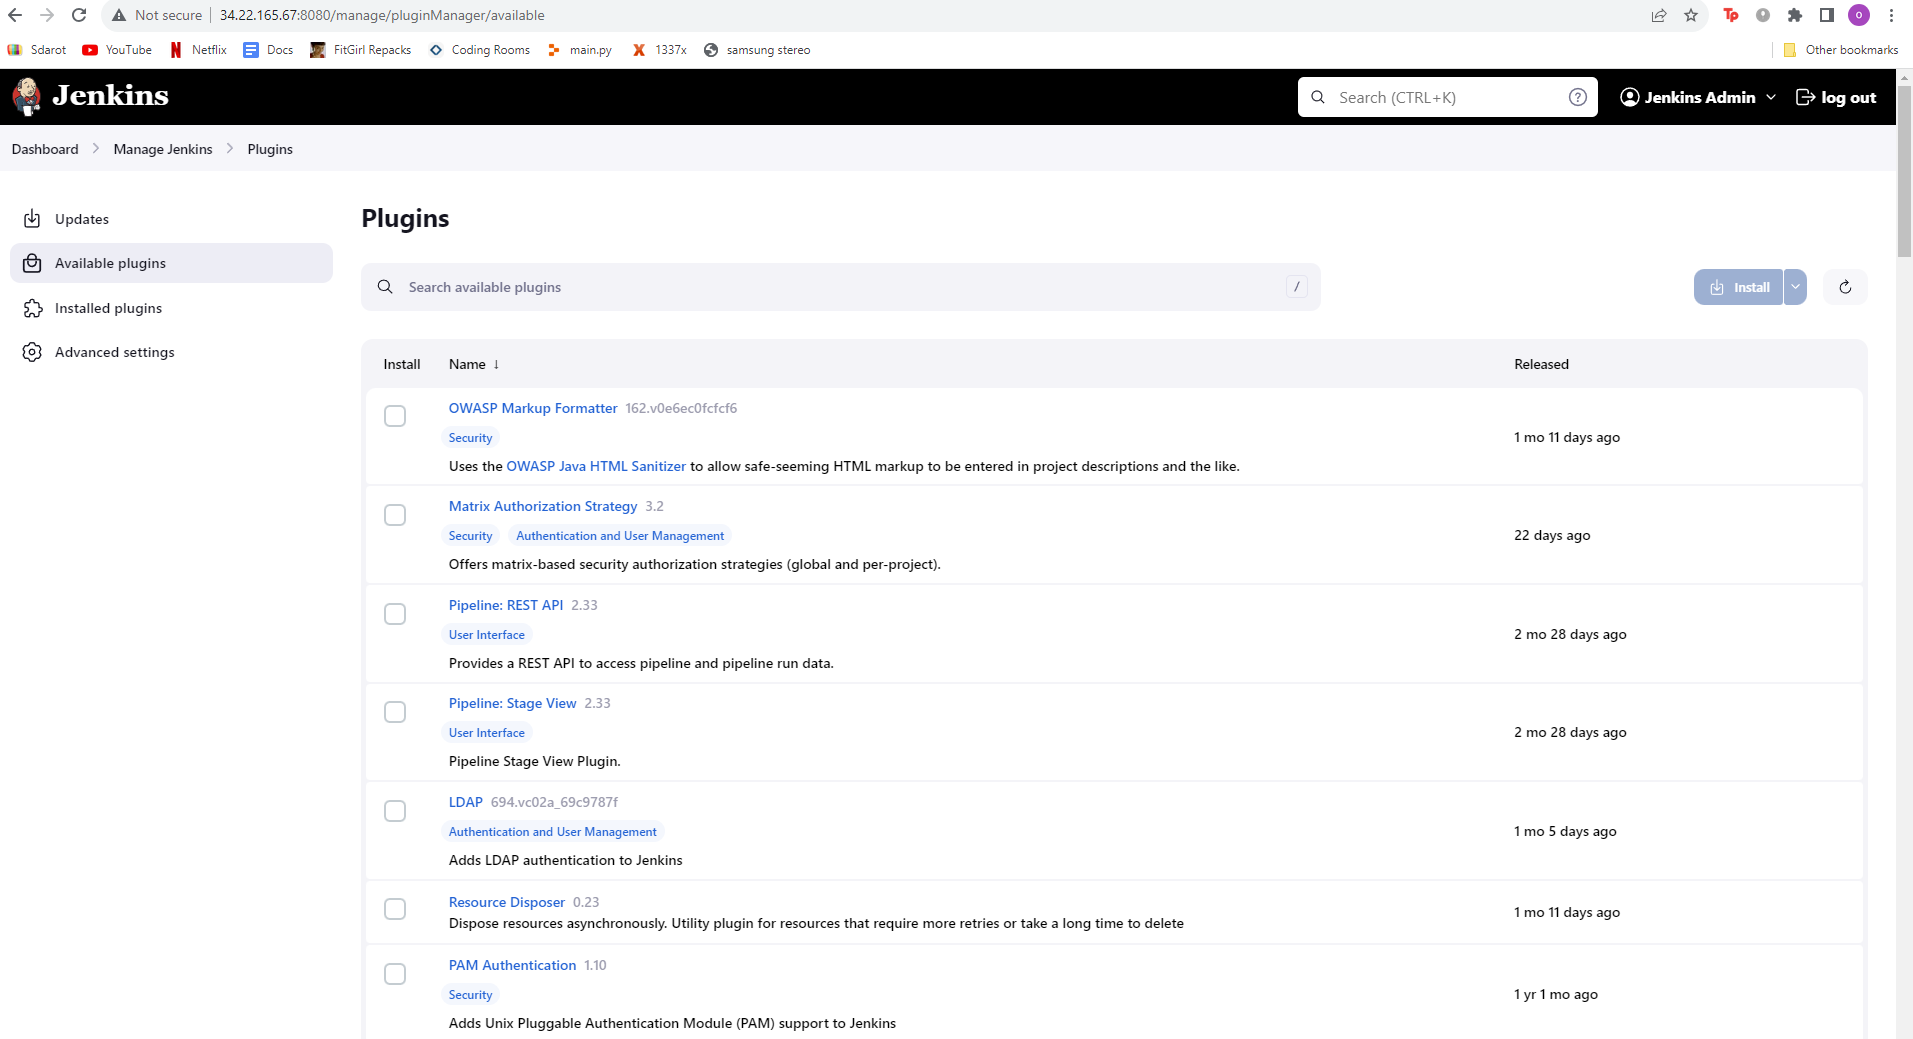 Not secure 34.22.165.67:8080/manage/pluginManager/available
Tp
o
Sdarot YouTube Netflix Docs FitGirl Repacks Coding Rooms main.py 1337x samsung stereo Other bookmarks
Jenkins Search (CTRL+K) ? Jenkins Admin log out
Dashboard Manage Jenkins Plugins
Updates
Available plugins
Installed plugins
Advanced settings
Plugins
Search available plugins /
Install
Install Name ↓ Released
OWASP Markup Formatter 162.v0e6ec0fcfcf6
Security
1 mo 11 days ago
Uses the OWASP Java HTML Sanitizer to allow safe-seeming HTML markup to be entered in project descriptions and the like.
Matrix Authorization Strategy 3.2
Security Authentication and User Management
22 days ago
Offers matrix-based security authorization strategies (global and per-project).
Pipeline: REST API 2.33
User Interface
2 mo 28 days ago
Provides a REST API to access pipeline and pipeline run data.
Pipeline: Stage View 2.33
User Interface
2 mo 28 days ago
Pipeline Stage View Plugin.
LDAP 694.vc02a_69c9787f
Authentication and User Management
1 mo 5 days ago
Adds LDAP authentication to Jenkins
Resource Disposer 0.23
1 mo 11 days ago
Dispose resources asynchronously. Utility plugin for resources that require more retries or take a long time to delete
PAM Authentication 1.10
Security
1 yr 1 mo ago
Adds Unix Pluggable Authentication Module (PAM) support to Jenkins